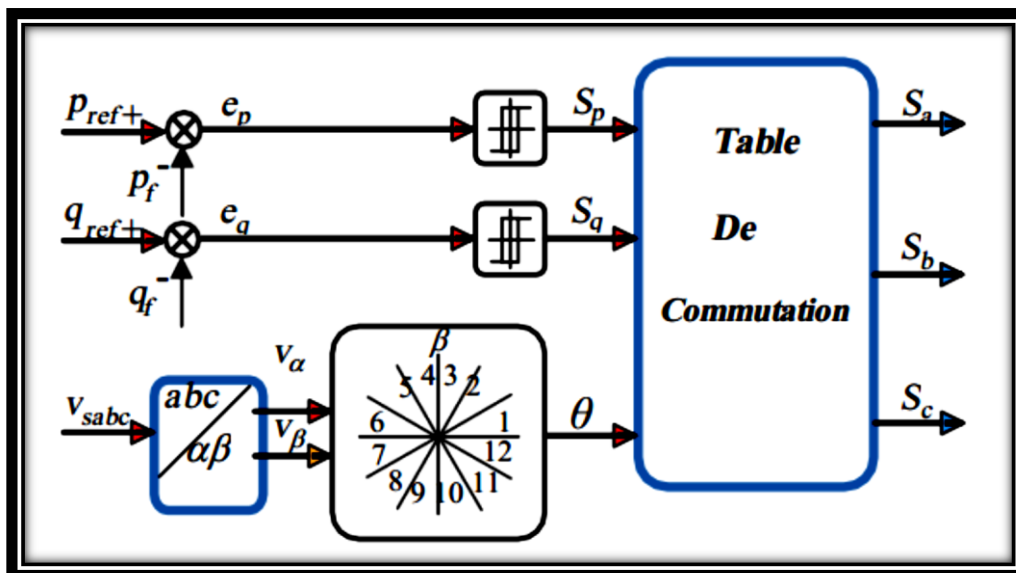 p_ref+
e_p
S_p
p_f -
q_ref+
e_q
S_q
q_f -
Table
De
Commutation
S_a
S_b
S_c
v_sabc
abc
αβ
v_α
v_β
β
5 4 3 2
6 1
7 12
8 9 10 11
θ